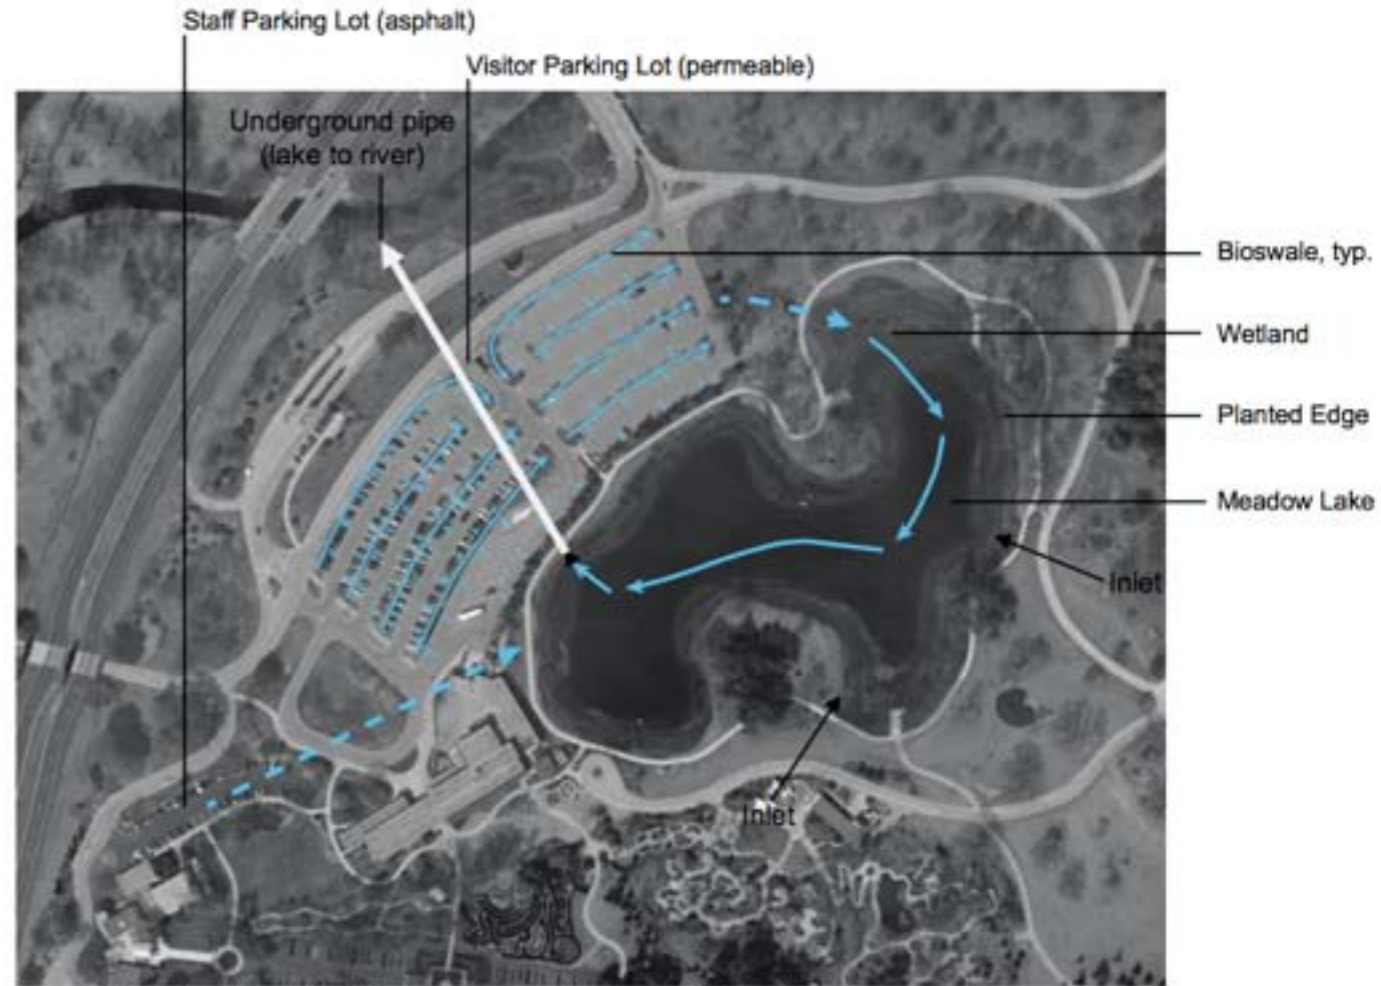 Staff Parking Lot (asphalt)
Visitor Parking Lot (permeable)
Underground pipe
(lake to river)
Bioswale, typ.
Wetland
Planted Edge
Meadow Lake
Inlet
Inlet